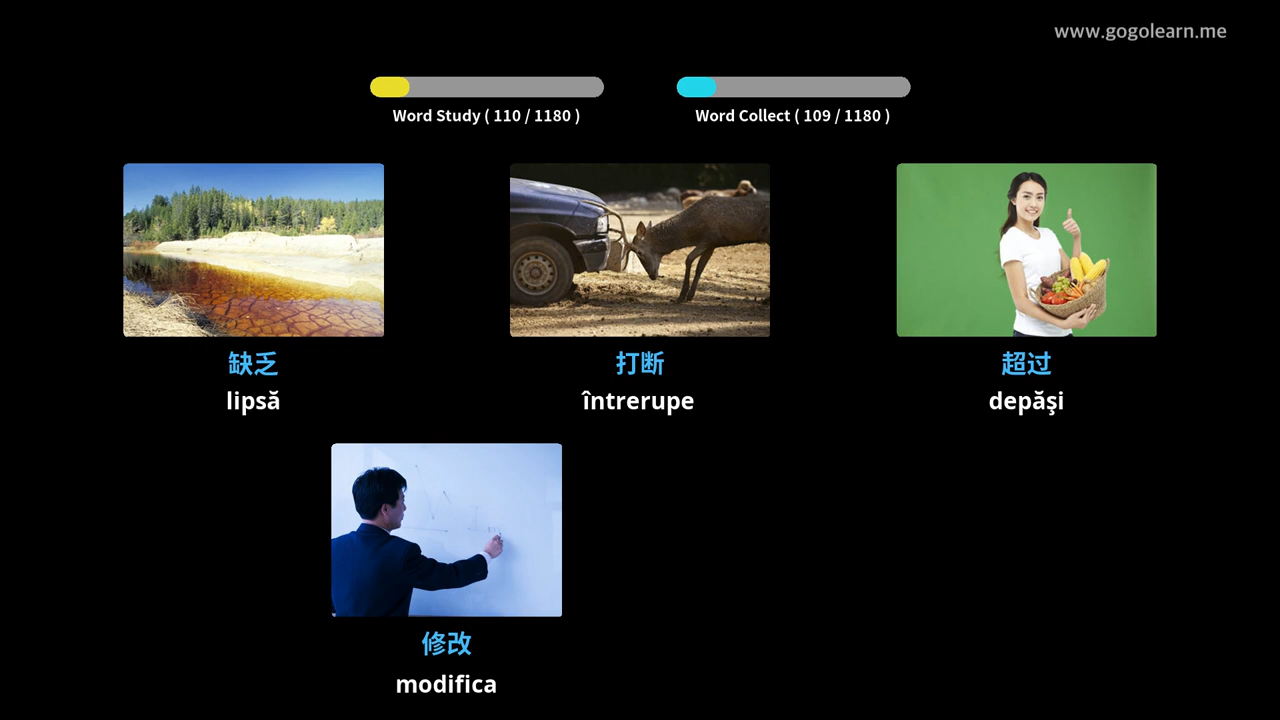 www.gogolearn.me
Word Study ( 110 / 1180 )
Word Collect ( 109 / 1180 )
缺乏
lipsă
打断
întrerupe
超过
depăşi
修改
modifica